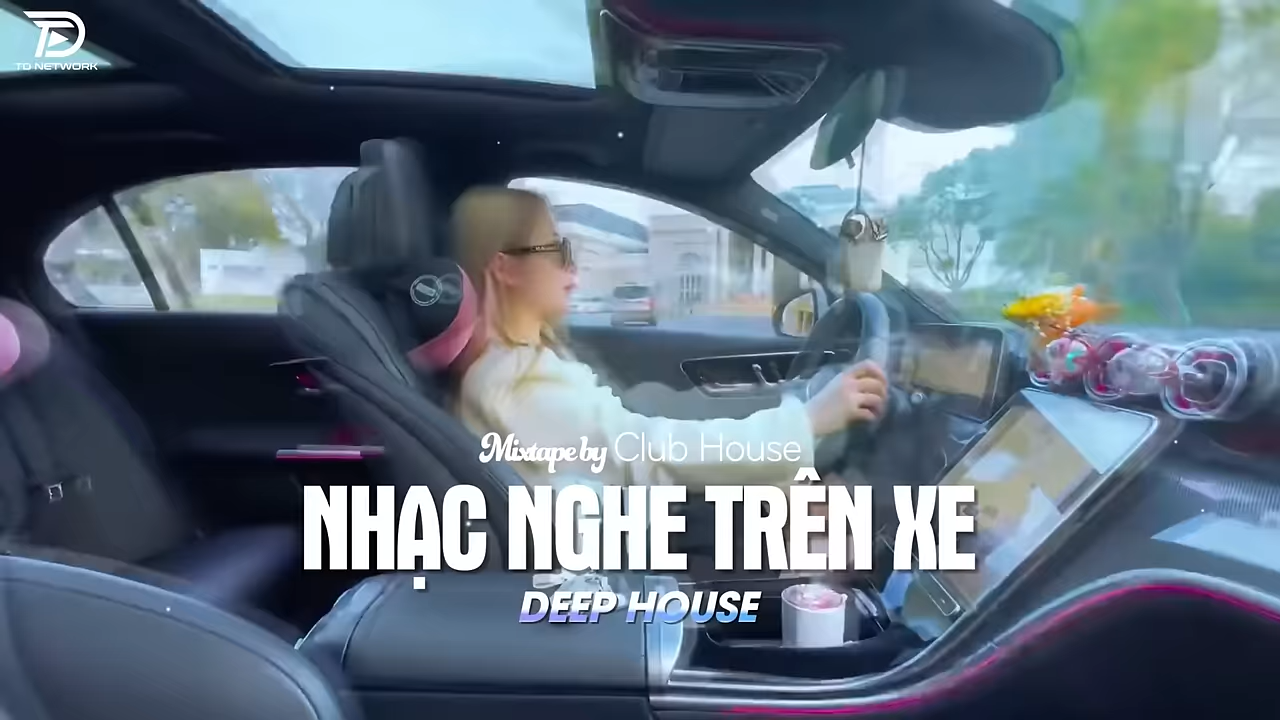 TD NETWORK
Mixtape by Club House
NHẠC NGHE TRÊN XE
DEEP HOUSE